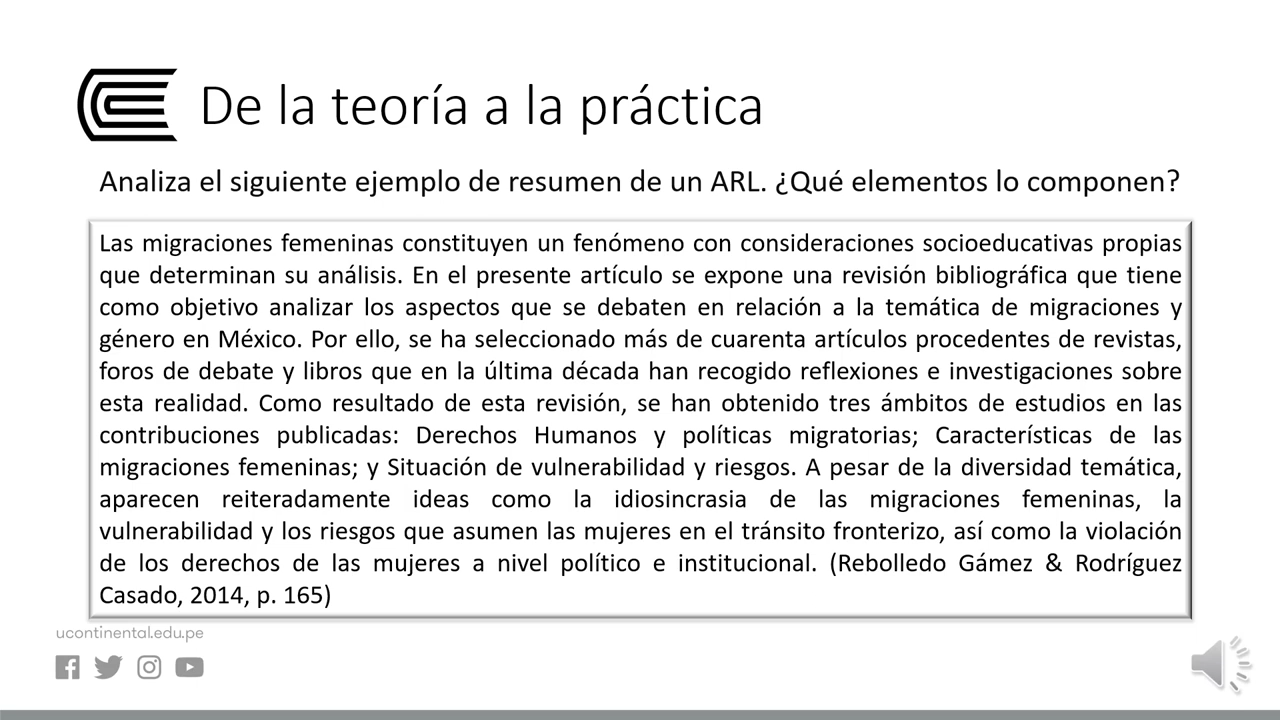 De la teoría a la práctica
Analiza el siguiente ejemplo de resumen de un ARL. ¿Qué elementos lo componen?
Las migraciones femeninas constituyen un fenómeno con consideraciones socioeducativas propias
que determinan su análisis. En el presente artículo se expone una revisión bibliográfica que tiene
como objetivo analizar los aspectos que se debaten en relación a la temática de migraciones y
género en México. Por ello, se ha seleccionado más de cuarenta artículos procedentes de revistas,
foros de debate y libros que en la última década han recogido reflexiones e investigaciones sobre
esta realidad. Como resultado de esta revisión, se han obtenido tres ámbitos de estudios en las
contribuciones publicadas: Derechos Humanos y políticas migratorias; Características de las
migraciones femeninas; y Situación de vulnerabilidad y riesgos. A pesar de la diversidad temática,
aparecen reiteradamente ideas como la idiosincrasia de las migraciones femeninas, la
vulnerabilidad y los riesgos que asumen las mujeres en el tránsito fronterizo, así como la violación
de los derechos de las mujeres a nivel político e institucional. (Rebolledo Gámez & Rodríguez
Casado, 2014, p. 165)
ucontinental.edu.pe